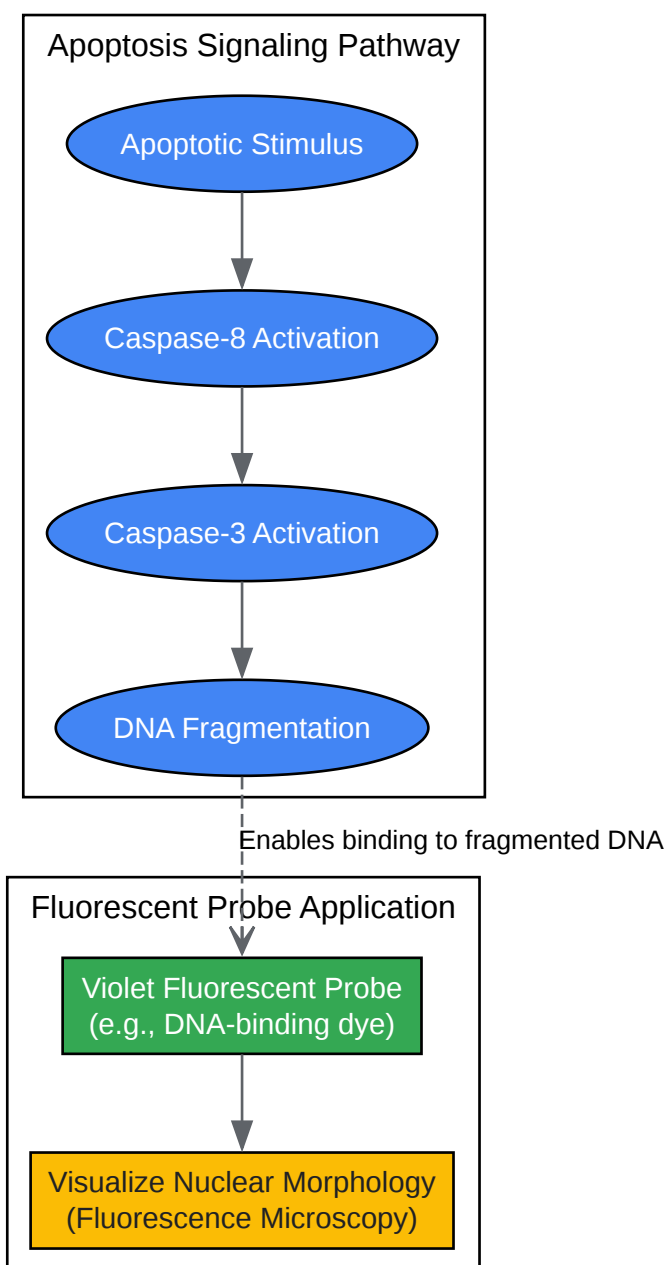 Apoptosis Signaling Pathway
Apoptotic Stimulus
Caspase-8 Activation
Caspase-3 Activation
DNA Fragmentation
Enables binding to fragmented DNA
Fluorescent Probe Application
Violet Fluorescent Probe
(e.g., DNA-binding dye)
Visualize Nuclear Morphology
(Fluorescence Microscopy)